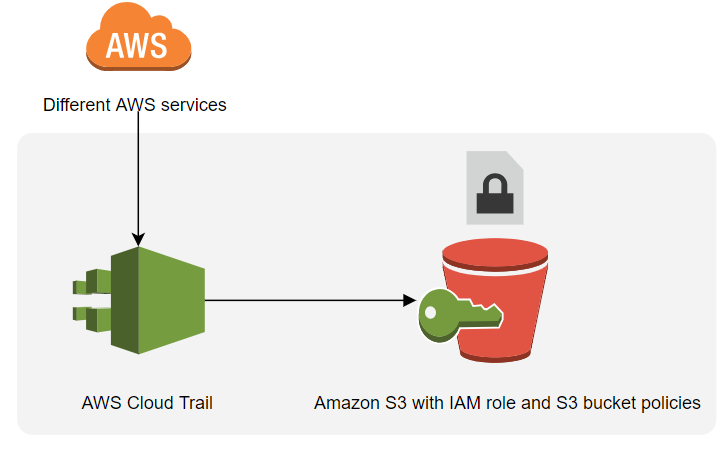 AWS
Different AWS services
AWS Cloud Trail
Amazon S3 with IAM role and S3 bucket policies